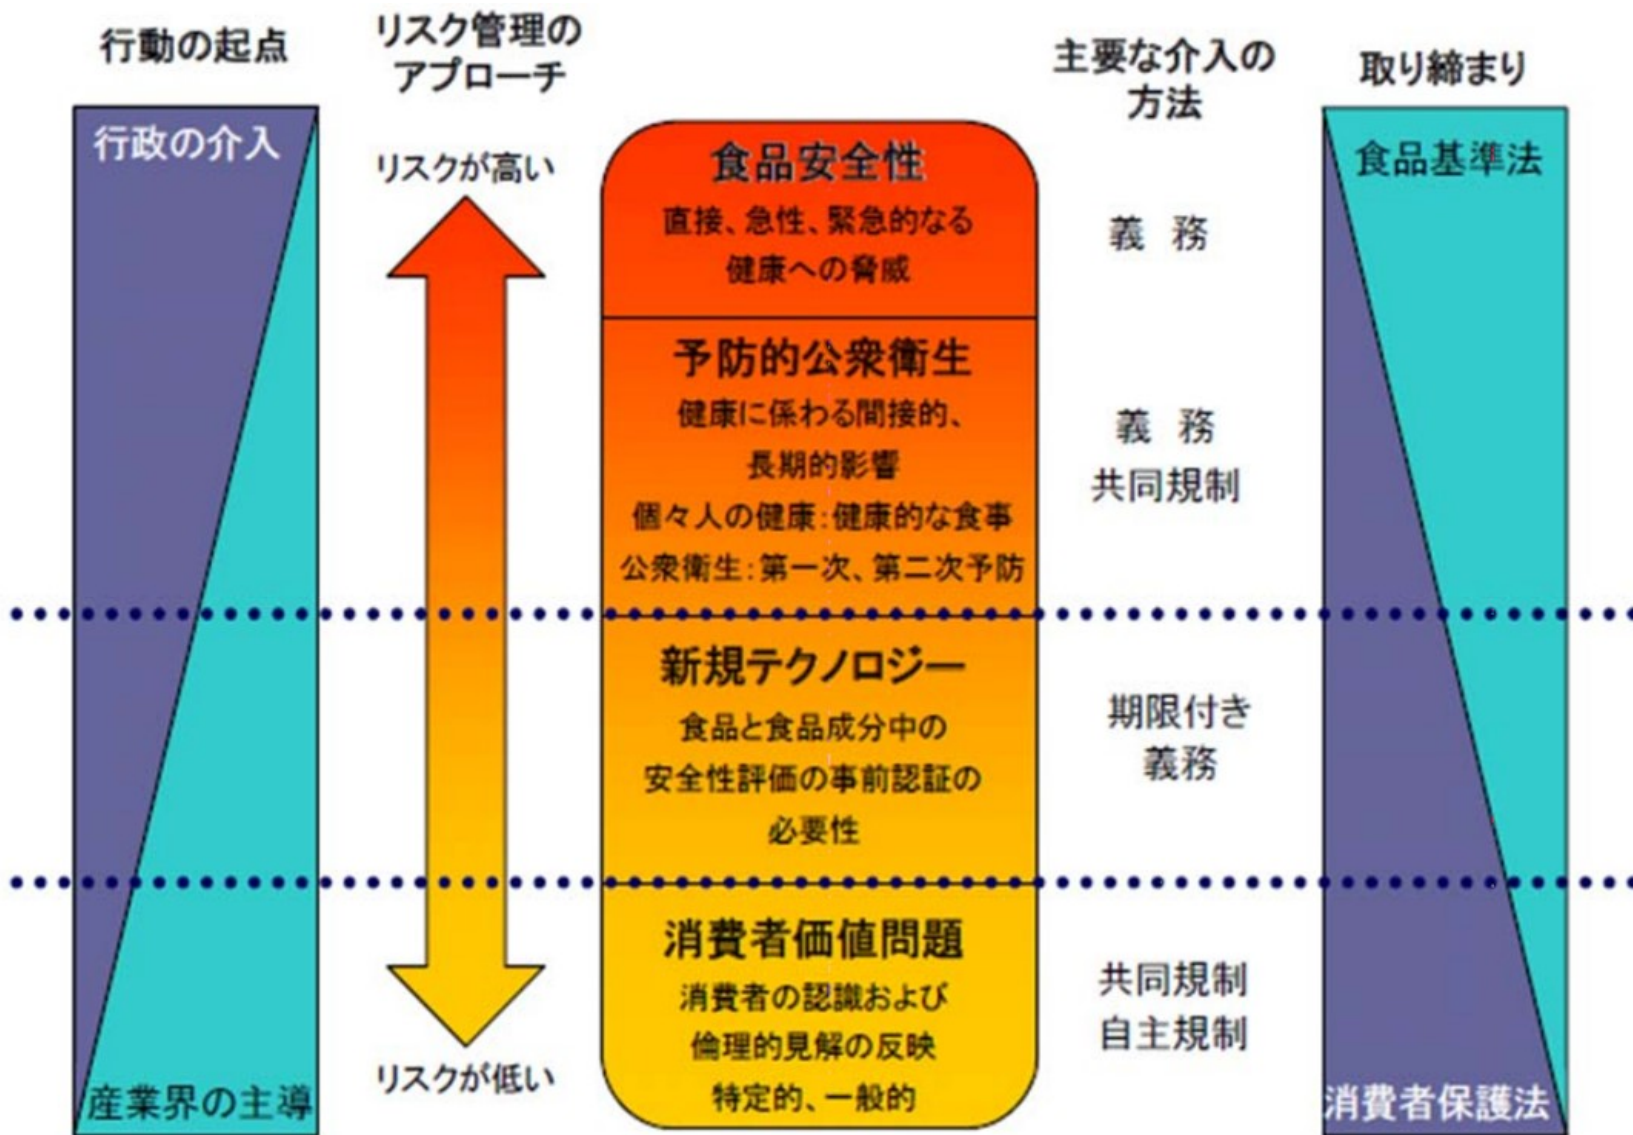 行動の起点
行政の介入
産業界の主導
リスク管理の
アプローチ
リスクが高い
リスクが低い
食品安全性
直接、急性、緊急的なる
健康への脅威
予防的公衆衛生
健康に係わる間接的、
長期的影響
個々人の健康:健康的な食事
公衆衛生:第一次、第二次予防
新規テクノロジー
食品と食品成分中の
安全性評価の事前認証の
必要性
消費者価値問題
消費者の認識および
倫理的見解の反映
特定的、一般的
主要な介入の
方法
義 務
義 務
共同規制
期限付き
義務
共同規制
自主規制
取り締まり
食品基準法
消費者保護法